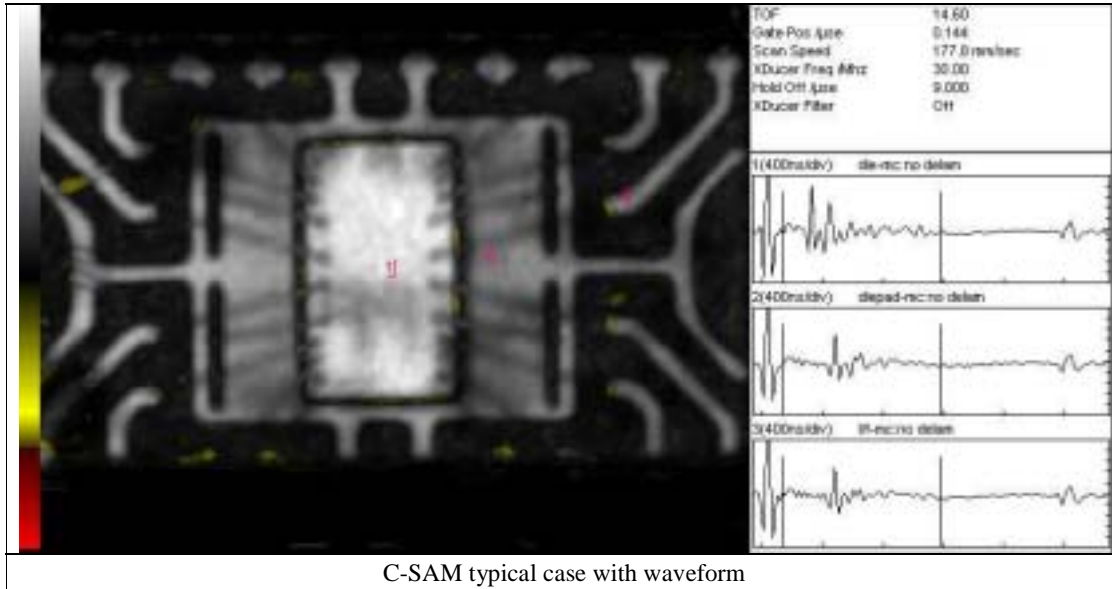 TOF 14.60
Gate Pos /µse 0.144
Scan Speed 177.0 mm/sec
XDucer Freq /Mhz 30.00
Hold Off /µse 9.000
XDucer Filter Off
1(400ns/div) die-mc:no delam
2(400ns/div) diepad-mc:no delam
3(400ns/div) lf-mc:no delam
C-SAM typical case with waveform